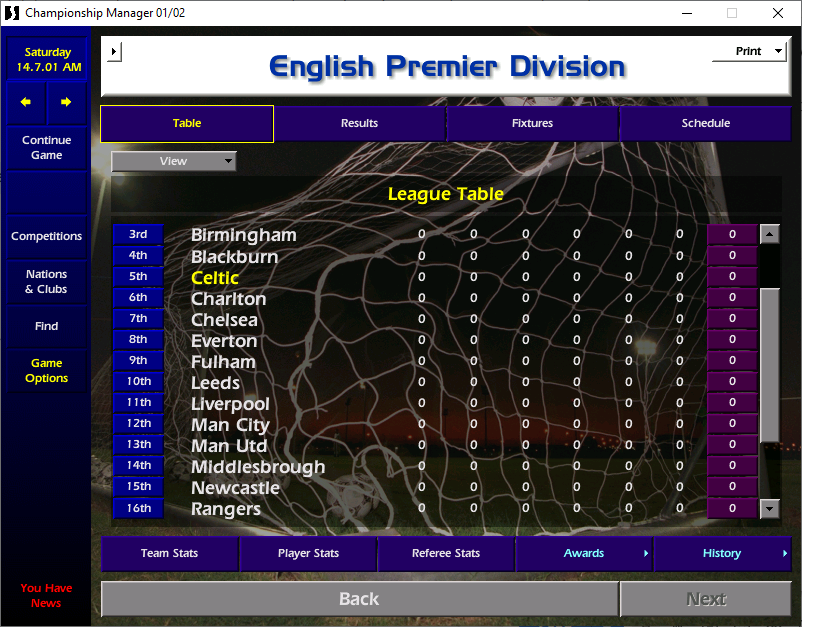 Championship Manager 01/02
Saturday
14.7.01 AM
English Premier Division
Print
Continue
Game
Competitions
Nations
& Clubs
Find
Game
Options
You Have
News
Table Results Fixtures Schedule
View
League Table
3rd Birmingham 0 0 0 0 0 0 0
4th Blackburn 0 0 0 0 0 0 0
5th Celtic 0 0 0 0 0 0 0
6th Charlton 0 0 0 0 0 0 0
7th Chelsea 0 0 0 0 0 0 0
8th Everton 0 0 0 0 0 0 0
9th Fulham 0 0 0 0 0 0 0
10th Leeds 0 0 0 0 0 0 0
11th Liverpool 0 0 0 0 0 0 0
12th Man City 0 0 0 0 0 0 0
13th Man Utd 0 0 0 0 0 0 0
14th Middlesbrough 0 0 0 0 0 0 0
15th Newcastle 0 0 0 0 0 0 0
16th Rangers 0 0 0 0 0 0 0
Team Stats Player Stats Referee Stats Awards History
Back Next